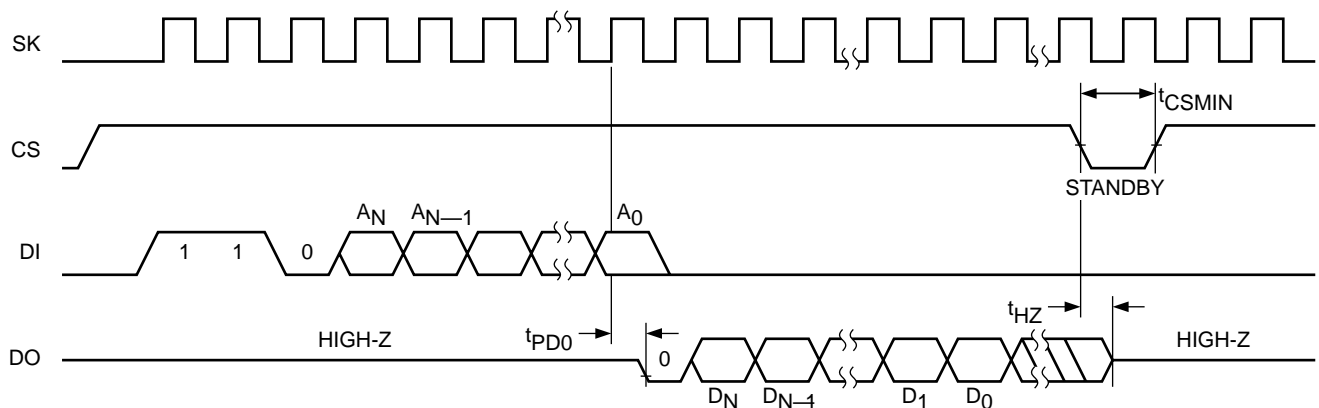 SK
tCSMIN
CS
STANDBY
AN AN—1 A0
DI 1 1 0
tHZ
HIGH-Z tPD0 0 HIGH-Z
DO
DN DN—1 D1 D0